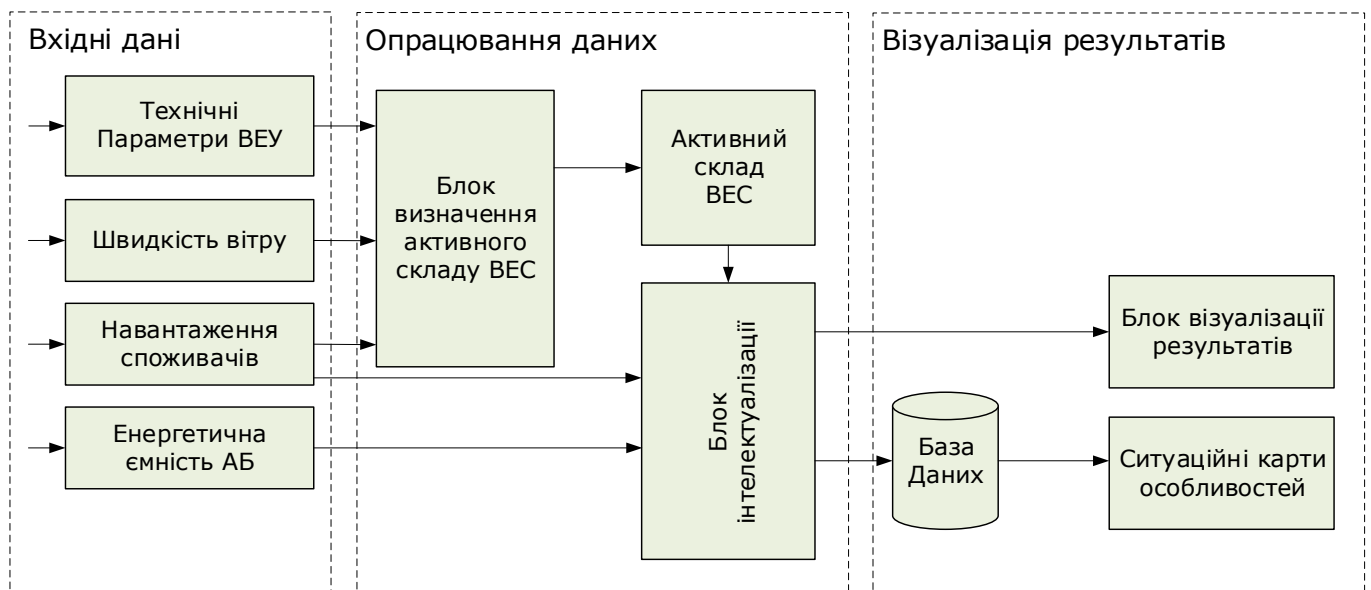 Вхідні дані
Технічні
Параметри ВЕУ
Швидкість вітру
Навантаження
споживачів
Енергетична
ємність АБ
Опрацювання даних
Блок
визначення
активного
складу ВЕС
Активний
склад
ВЕС
Блок
інтелектуалізації
Візуалізація результатів
Блок візуалізації
результатів
База
Даних
Ситуаційні карти
особливостей